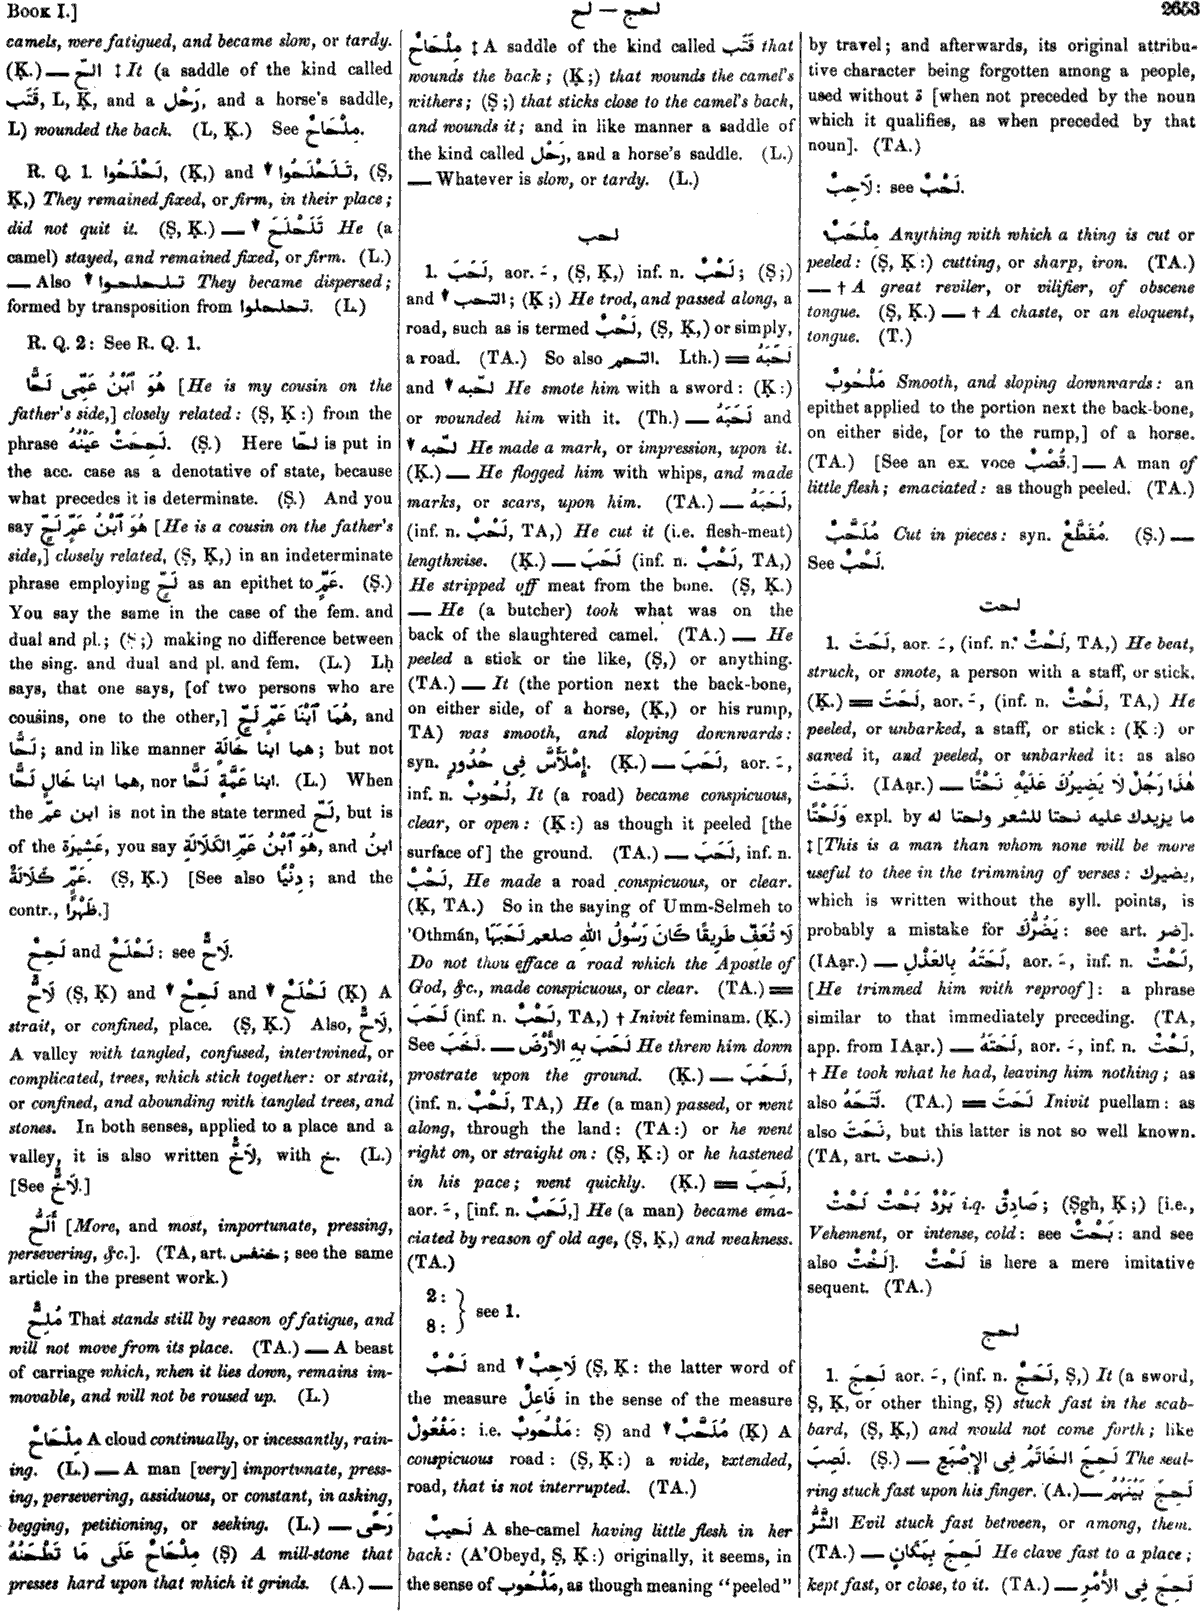 BOOK I.]
لحج — لح
2653
camels, were fatigued, and became slow, or tardy.
(Ḳ.) — الحّ ‡ It (a saddle of the kind called
قَتَب, L, Ḳ, and a رَحْل, and a horse's saddle,
L) wounded the back. (L, Ḳ.) See مِلْحَاحٌ.
R. Q. 1. لَحْلَحُوا, (Ḳ,) and ▼ تَلَحْلَحُوا, (Ṣ,
Ḳ,) They remained fixed, or firm, in their place;
did not quit it. (Ṣ, Ḳ.) — ▼ تَلَحْلَحَ He (a
camel) stayed, and remained fixed, or firm. (L.)
— Also ▼ تلحلحوا They became dispersed;
formed by transposition from تحلحلوا. (L.)
R. Q. 2: See R. Q. 1.
هُوَ ٱبْنُ عَمِّى لَحًّا [He is my cousin on the
father's side,] closely related: (Ṣ, Ḳ:) from the
phrase لَحِحَتْ عَيْنُهُ. (Ṣ.) Here لحّا is put in
the acc. case as a denotative of state, because
what precedes it is determinate. (Ṣ.) And you
say هُوَ ٱبْنُ عَمٍّ لَحٍّ [He is a cousin on the father's
side,] closely related, (Ṣ, Ḳ,) in an indeterminate
phrase employing لَحٍّ as an epithet to عَمٍّ. (Ṣ.)
You say the same in the case of the fem. and
dual and pl.; (Ṣ;) making no difference between
the sing. and dual and pl. and fem. (L.) Lḥ
says, that one says, [of two persons who are
cousins, one to the other,] هُمَا ٱبْنَا عَمٍّ لَحٍّ, and
لَحًّا; and in like manner هما ابنا خَالَةٍ; but not
هما ابنا خَالٍ لَحًّا, nor ابنا عَمَّةٍ لَحًّا. (L.) When
the ابن عمّ is not in the state termed لَحّ, but is
of the عَشِيرَة, you say هُوَ ٱبْنُ عَمِّ الكَلَالَةِ, and ابنُ
عَمٍّ كَلَالَةٌ. (Ṣ, Ḳ.) [See also دِنْيًا; and the
contr., ظَهْرًا.]
لَحِحٌ and لَحْلَحٌ: see لَاحٌّ.
لَاحٌّ (Ṣ, Ḳ) and ▼ لَحِحٌ and ▼ لَحْلَحٌ (Ḳ) A
strait, or confined, place. (Ṣ, Ḳ.) Also, لَاحٌّ,
A valley with tangled, confused, intertwined, or
complicated, trees, which stick together: or strait,
or confined, and abounding with tangled trees, and
stones. In both senses, applied to a place and a
valley, it is also written لَاخٌّ, with خ. (L.)
[See لَاخٌّ.]
أَلَحُّ [More, and most, importunate, pressing,
persevering, &c.]. (TA, art. خنفس; see the same
article in the present work.)
مُلِحٌّ That stands still by reason of fatigue, and
will not move from its place. (TA.) — A beast
of carriage which, when it lies down, remains im-
movable, and will not be roused up. (L.)
مِلْحَاحٌ A cloud continually, or incessantly, rain-
ing. (L.) — A man [very] importunate, press-
ing, persevering, assiduous, or constant, in asking,
begging, petitioning, or seeking. (L.) — رَحًى
مِلْحَاحٌ عَلَى مَا تَطْحَنُهُ (Ṣ) A mill-stone that
presses hard upon that which it grinds. (A.) —
مِلْحَاحٌ ‡ A saddle of the kind called قَتَب that
wounds the back; (Ḳ;) that wounds the camel's
withers; (Ṣ;) that sticks close to the camel's back,
and wounds it; and in like manner a saddle of
the kind called رَحْل, and a horse's saddle. (L.)
— Whatever is slow, or tardy. (L.)
لحب
1. لَحَبَ, aor. ـَ, (Ṣ, Ḳ,) inf. n. لَحْبٌ; (Ṣ;)
and ▼ التحب; (Ḳ;) He trod, and passed along, a
road, such as is termed لَحْبٌ, (Ṣ, Ḳ,) or simply,
a road. (TA.) So also التحم. Lth.) = لَحَبَهُ
and ▼ لحّبه He smote him with a sword: (Ḳ:)
or wounded him with it. (Th.) — لَحَبَهُ and
▼ لحّبه He made a mark, or impression, upon it.
(Ḳ.) — He flogged him with whips, and made
marks, or scars, upon him. (TA.) — لَحَبَهُ,
(inf. n. لَحْبٌ, TA,) He cut it (i.e. flesh-meat)
lengthwise. (Ḳ.) — لَحَبَ (inf. n. لَحْبٌ, TA,)
He stripped off meat from the bone. (Ṣ, Ḳ.)
— He (a butcher) took what was on the
back of the slaughtered camel. (TA.) — He
peeled a stick or the like, (Ṣ,) or anything.
(TA.) — It (the portion next the back-bone,
on either side, of a horse, (Ḳ,) or his rump,
TA) was smooth, and sloping downwards:
syn. إِمْلَأَسَّ فِى حُدُورٍ. (Ḳ.) — لَحَبَ, aor. ـَ,
inf. n. لُحُوبٌ, It (a road) became conspicuous,
clear, or open: (Ḳ:) as though it peeled [the
surface of] the ground. (TA.) — لَحَبَ, inf. n.
لَحْبٌ, He made a road conspicuous, or clear.
(Ḳ, TA.) So in the saying of Umm-Selmeh to
'Othmán, لَا تُعَفِّ طَرِيقًا كَانَ رَسُولُ اللّٰهِ صلعم لَحَبَهَا
Do not thou efface a road which the Apostle of
God, &c., made conspicuous, or clear. (TA.) =
لَحَبَ (inf. n. لَحْبٌ, TA,) † Inivit feminam. (Ḳ.)
See لَخَبَ. — لَحَبَ بِهِ الأَرْضَ He threw him down
prostrate upon the ground. (Ḳ.) — لَحَبَ,
(inf. n. لَحْبٌ, TA,) He (a man) passed, or went
along, through the land: (TA:) or he went
right on, or straight on: (Ṣ, Ḳ:) or he hastened
in his pace; went quickly. (Ḳ.) = لَحِبَ,
aor. ـَ, [inf. n. لَحَبٌ,] He (a man) became ema-
ciated by reason of old age, (Ṣ, Ḳ,) and weakness.
(TA.)
2: } see 1.
8: }
لَحْبٌ and ▼ لَاحِبٌ (Ṣ, Ḳ: the latter word of
the measure فَاعِلٌ in the sense of the measure
مَفْعُولٌ: i.e. مَلْحُوبٌ: Ṣ) and ▼ مُلَحَّبٌ (Ḳ) A
conspicuous road: (Ṣ, Ḳ:) a wide, extended,
road, that is not interrupted. (TA.)
لَحِيبٌ A she-camel having little flesh in her
back: (A'Obeyd, Ṣ, Ḳ:) originally, it seems, in
the sense of مَلْحُوب, as though meaning "peeled"
by travel; and afterwards, its original attribu-
tive character being forgotten among a people,
used without ة [when not preceded by the noun
which it qualifies, as when preceded by that
noun]. (TA.)
لَاحِبٌ: see لَحْبٌ.
مِلْحَبٌ Anything with which a thing is cut or
peeled: (Ṣ, Ḳ:) cutting, or sharp, iron. (TA.)
— † A great reviler, or vilifier, of obscene
tongue. (Ṣ, Ḳ.) — † A chaste, or an eloquent,
tongue. (T.)
مَلْحُوبٌ Smooth, and sloping downwards: an
epithet applied to the portion next the back-bone,
on either side, [or to the rump,] of a horse.
(TA.) [See an ex. voce قُصْبٌ.] — A man of
little flesh; emaciated: as though peeled. (TA.)
مُلَحَّبٌ Cut in pieces: syn. مُقَطَّعٌ. (Ṣ.) —
See لَحْبٌ.
لحت
1. لَحَتَ, aor. ـَ, (inf. n. لَحْتٌ, TA,) He beat,
struck, or smote, a person with a staff, or stick.
(Ḳ.) = لَحَتَ, aor. ـَ, (inf. n. لَحْتٌ, TA,) He
peeled, or unbarked, a staff, or stick: (Ḳ:) or
sawed it, and peeled, or unbarked it: as also
نَحَتَ. (IAạr.) — هٰذَا رَجُلٌ لَا يَضِيرُكَ عَلَيْهِ نَحْتًا
وَلَحْتًا expl. by ما يزيدك عليه نحتا للشعر ولحتا له
‡ [This is a man than whom none will be more
useful to thee in the trimming of verses: يضيرك,
which is written without the syll. points, is
probably a mistake for يَضُرُّكَ: see art. ضر].
(IAạr.) — لَحَتَهُ بِالعَذْلِ, aor. ـَ, inf. n. لَحْتٌ,
[He trimmed him with reproof]: a phrase
similar to that immediately preceding. (TA,
app. from IAạr.) — لَحَتَهُ, aor. ـَ, inf. n. لَحْتٌ,
† He took what he had, leaving him nothing; as
also لَتَحَهُ. (TA.) = لَحَتَ Inivit puellam: as
also نَحَتَ, but this latter is not so well known.
(TA, art. نحت.)
بَرْدٌ بَحْتٌ لَحْتٌ i.q. صَادِقٌ; (Ṣgh, Ḳ;) [i.e.,
Vehement, or intense, cold: see بَحْتٌ: and see
also لَخْتٌ]. لَحْتٌ is here a mere imitative
sequent. (TA.)
لحج
1. لَحِجَ aor. ـَ, (inf. n. لَحَجٌ, Ṣ,) It (a sword,
Ṣ, Ḳ, or other thing, Ṣ) stuck fast in the scab-
bard, (Ṣ, Ḳ,) and would not come forth; like
لَصِبَ. (Ṣ.) — لَحِجَ الخَاتَمُ فِى الإِصْبَعِ The seal-
ring stuck fast upon his finger. (A.) — لَحِجَ بَيْنَهُمْ
الشَّرُّ Evil stuck fast between, or among, them.
(TA.) — لَحِجَ بِمَكَانٍ He clave fast to a place;
kept fast, or close, to it. (TA.) — لَحِجَ فِى الأَمْرِ